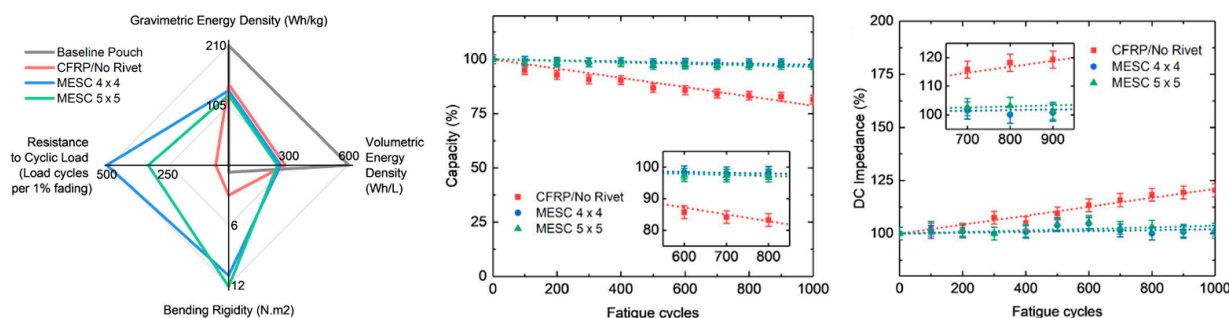 Gravimetric Energy Density (Wh/kg)
210
Baseline Pouch
CFRP/No Rivet
MESC 4 x 4
MESC 5 x 5
105
Resistance
to Cyclic Load
(Load cycles
per 1% fading)
500
250
300
600
Volumetric
Energy
Density
(Wh/L)
6
12
Bending Rigidity (N.m2)
Capacity (%)
125
100
75
50
25
0
0 200 400 600 800 1000
Fatigue cycles
CFRP/No Rivet
MESC 4 x 4
MESC 5 x 5
100
90
80
600 700 800
DC Impedance (%)
200
175
150
125
100
75
50
0 200 400 600 800 1000
Fatigue cycles
120
110
100
700 800 900
CFRP/No Rivet
MESC 4 x 4
MESC 5 x 5